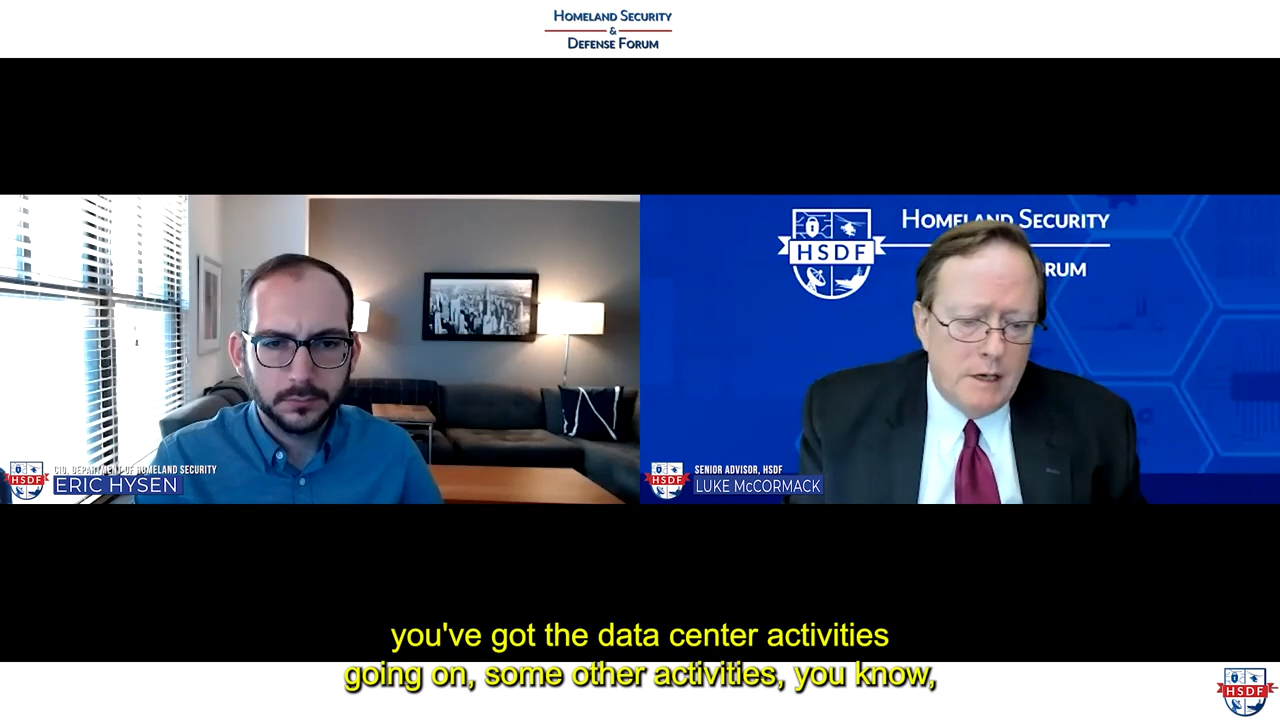 HOMELAND SECURITY
&
DEFENSE FORUM
HOMELAND SECURITY
HSDF
RUM
CIO, DEPARTMENT OF HOMELAND SECURITY
HSDF
ERIC HYSEN
SENIOR ADVISOR, HSDF
HSDF
LUKE McCORMACK
you've got the data center activities
going on, some other activities, you know,
HSDF